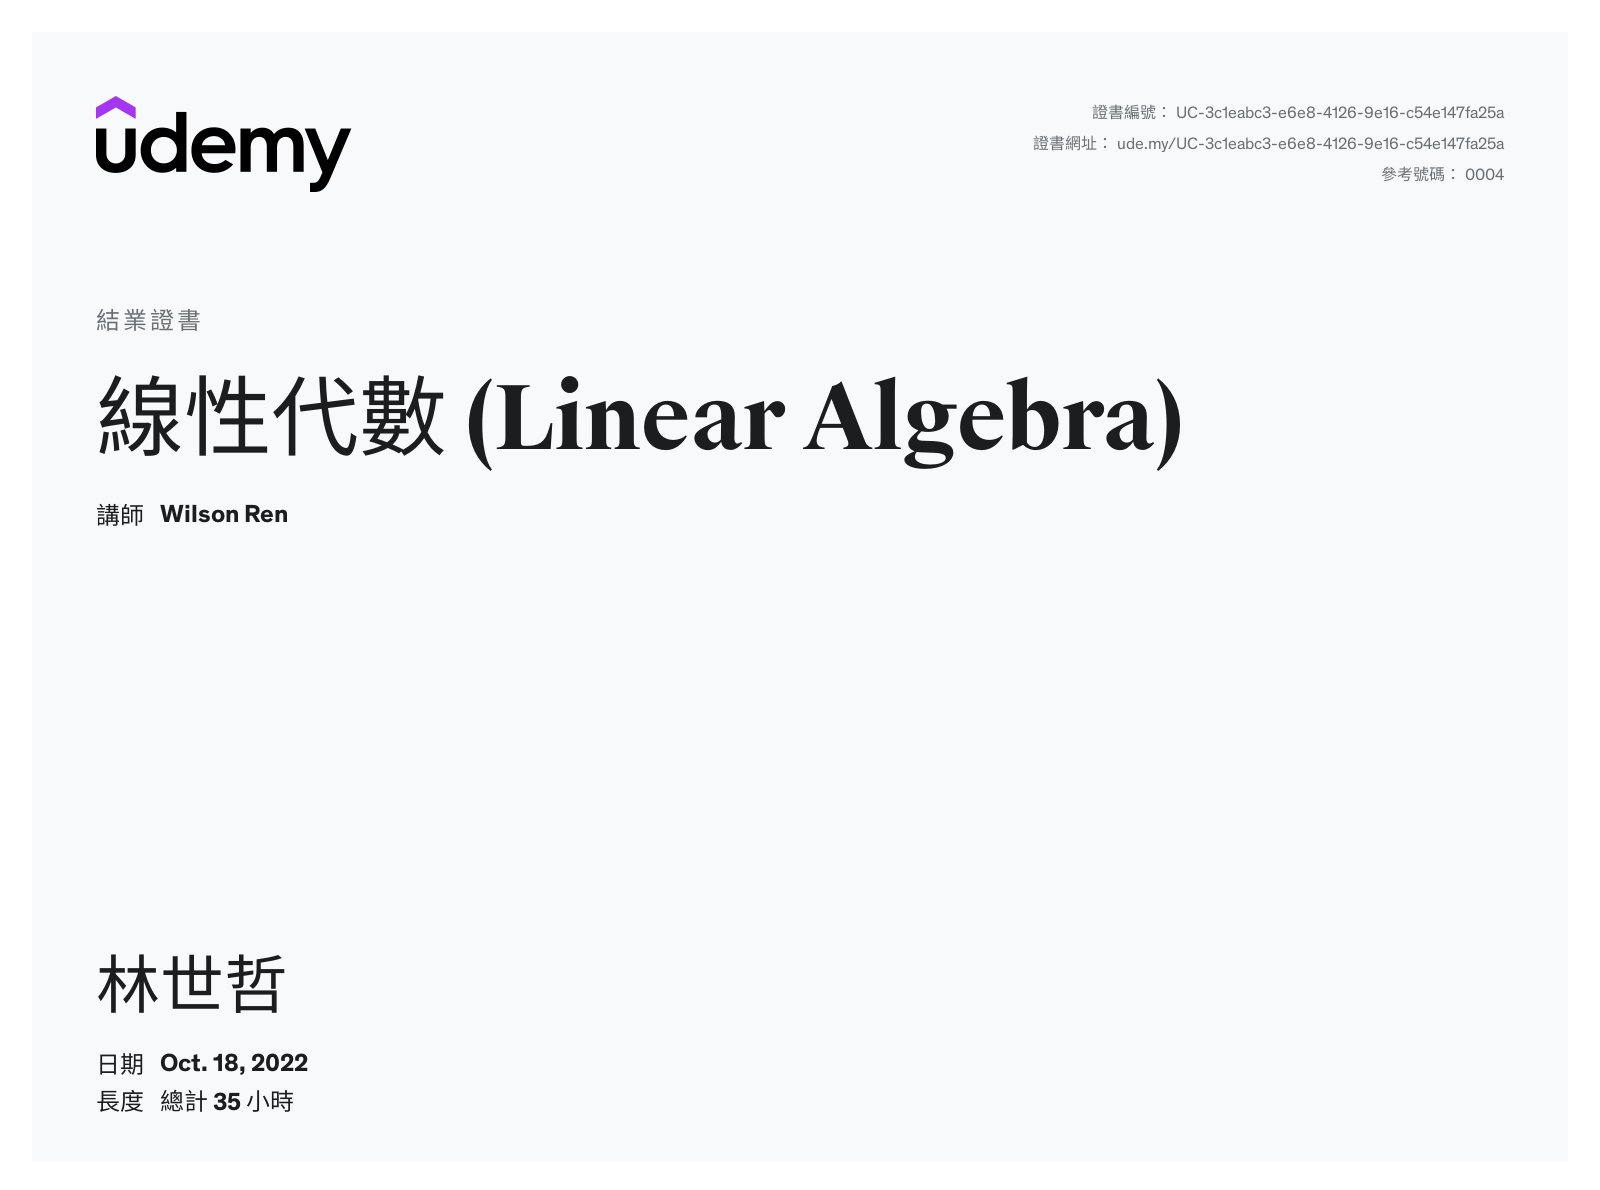 udemy
證書編號： UC-3c1eabc3-e6e8-4126-9e16-c54e147fa25a
證書網址： ude.my/UC-3c1eabc3-e6e8-4126-9e16-c54e147fa25a
參考號碼： 0004
結業證書
線性代數 (Linear Algebra)
講師 Wilson Ren
林世哲
日期 Oct. 18, 2022
長度 總計 35 小時